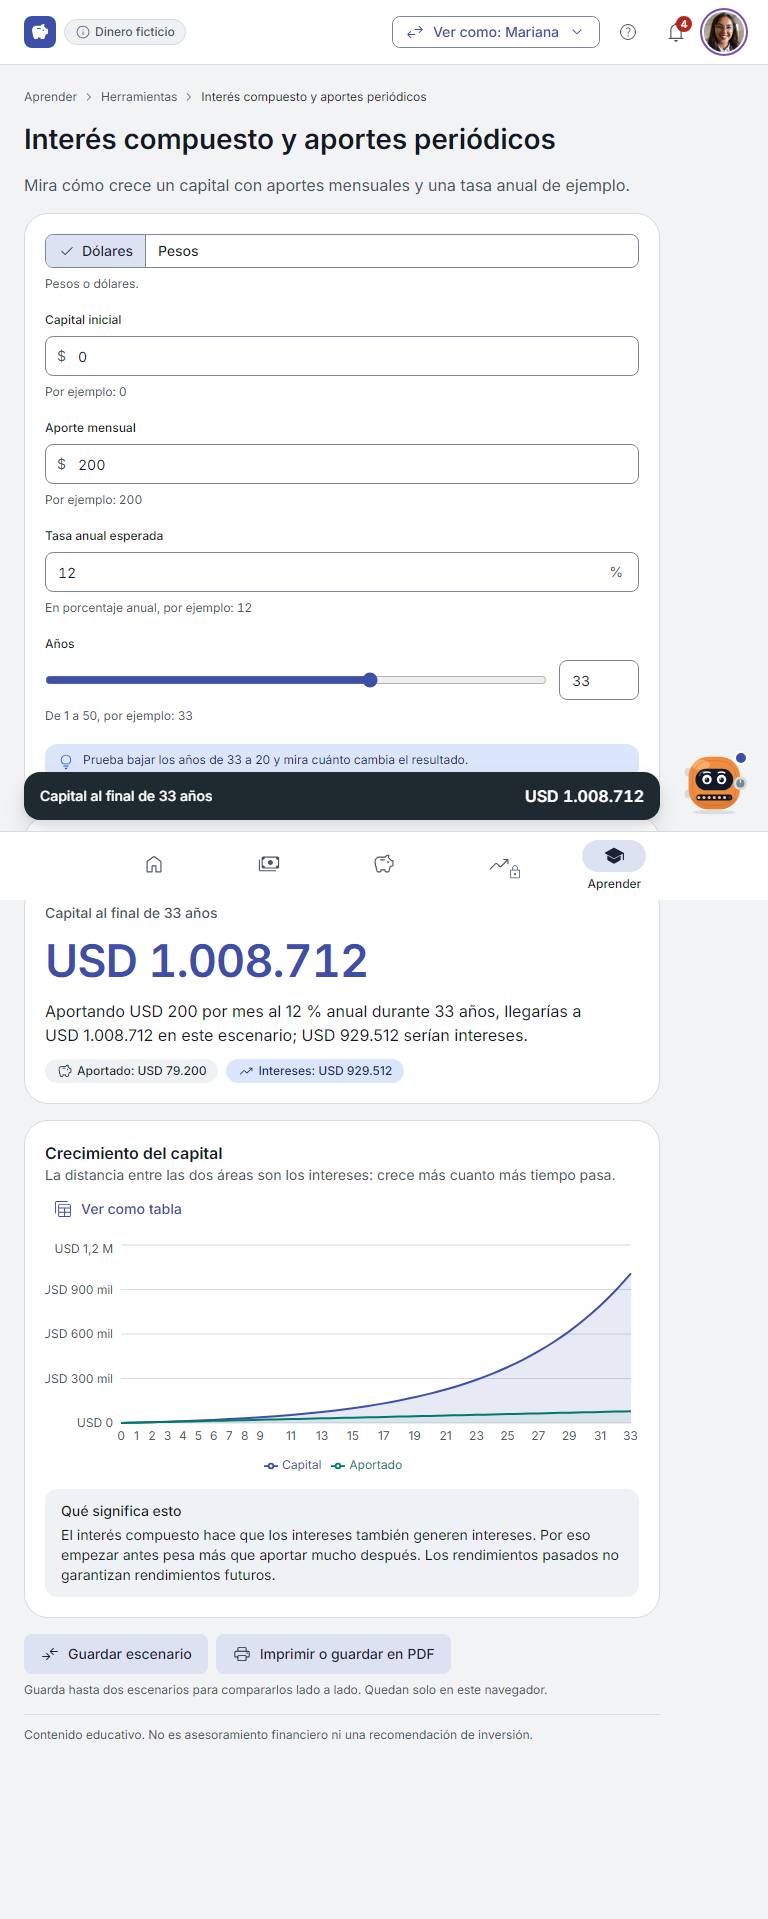 Dinero ficticio
Ver como: Mariana
4
Aprender > Herramientas > Interés compuesto y aportes periódicos
Interés compuesto y aportes periódicos
Mira cómo crece un capital con aportes mensuales y una tasa anual de ejemplo.
Dólares Pesos
Pesos o dólares.
Capital inicial
$ 0
Por ejemplo: 0
Aporte mensual
$ 200
Por ejemplo: 200
Tasa anual esperada
12 %
En porcentaje anual, por ejemplo: 12
Años
33
De 1 a 50, por ejemplo: 33
Prueba bajar los años de 33 a 20 y mira cuánto cambia el resultado.
Capital al final de 33 años USD 1.008.712
Aprender
Capital al final de 33 años
USD 1.008.712
Aportando USD 200 por mes al 12 % anual durante 33 años, llegarías a
USD 1.008.712 en este escenario; USD 929.512 serían intereses.
Aportado: USD 79.200 Intereses: USD 929.512
Crecimiento del capital
La distancia entre las dos áreas son los intereses: crece más cuanto más tiempo pasa.
Ver como tabla
USD 1,2 M
USD 900 mil
USD 600 mil
USD 300 mil
USD 0
0 1 2 3 4 5 6 7 8 9 11 13 15 17 19 21 23 25 27 29 31 33
Capital Aportado
Qué significa esto
El interés compuesto hace que los intereses también generen intereses. Por eso
empezar antes pesa más que aportar mucho después. Los rendimientos pasados no
garantizan rendimientos futuros.
Guardar escenario Imprimir o guardar en PDF
Guarda hasta dos escenarios para compararlos lado a lado. Quedan solo en este navegador.
Contenido educativo. No es asesoramiento financiero ni una recomendación de inversión.